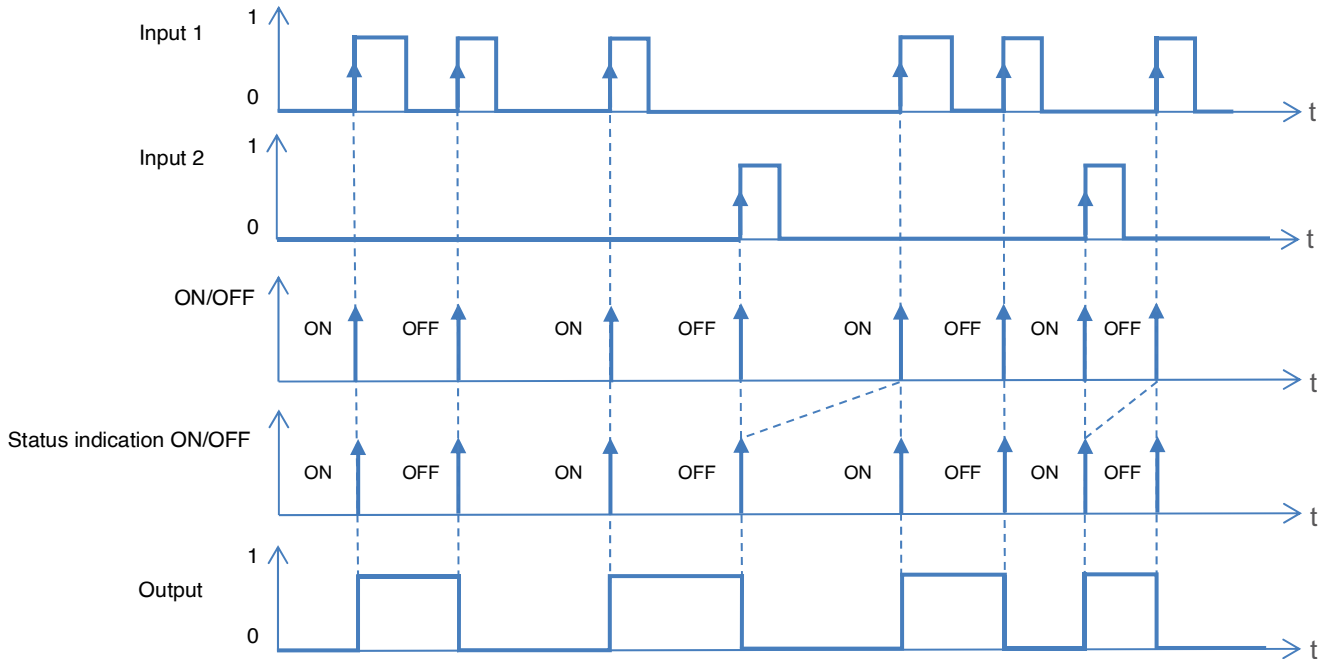 1
Input 1
0
t
1
Input 2
0
t
ON/OFF
ON OFF ON OFF ON OFF ON OFF
t
Status indication ON/OFF
ON OFF ON OFF ON OFF ON OFF
t
1
Output
0
t